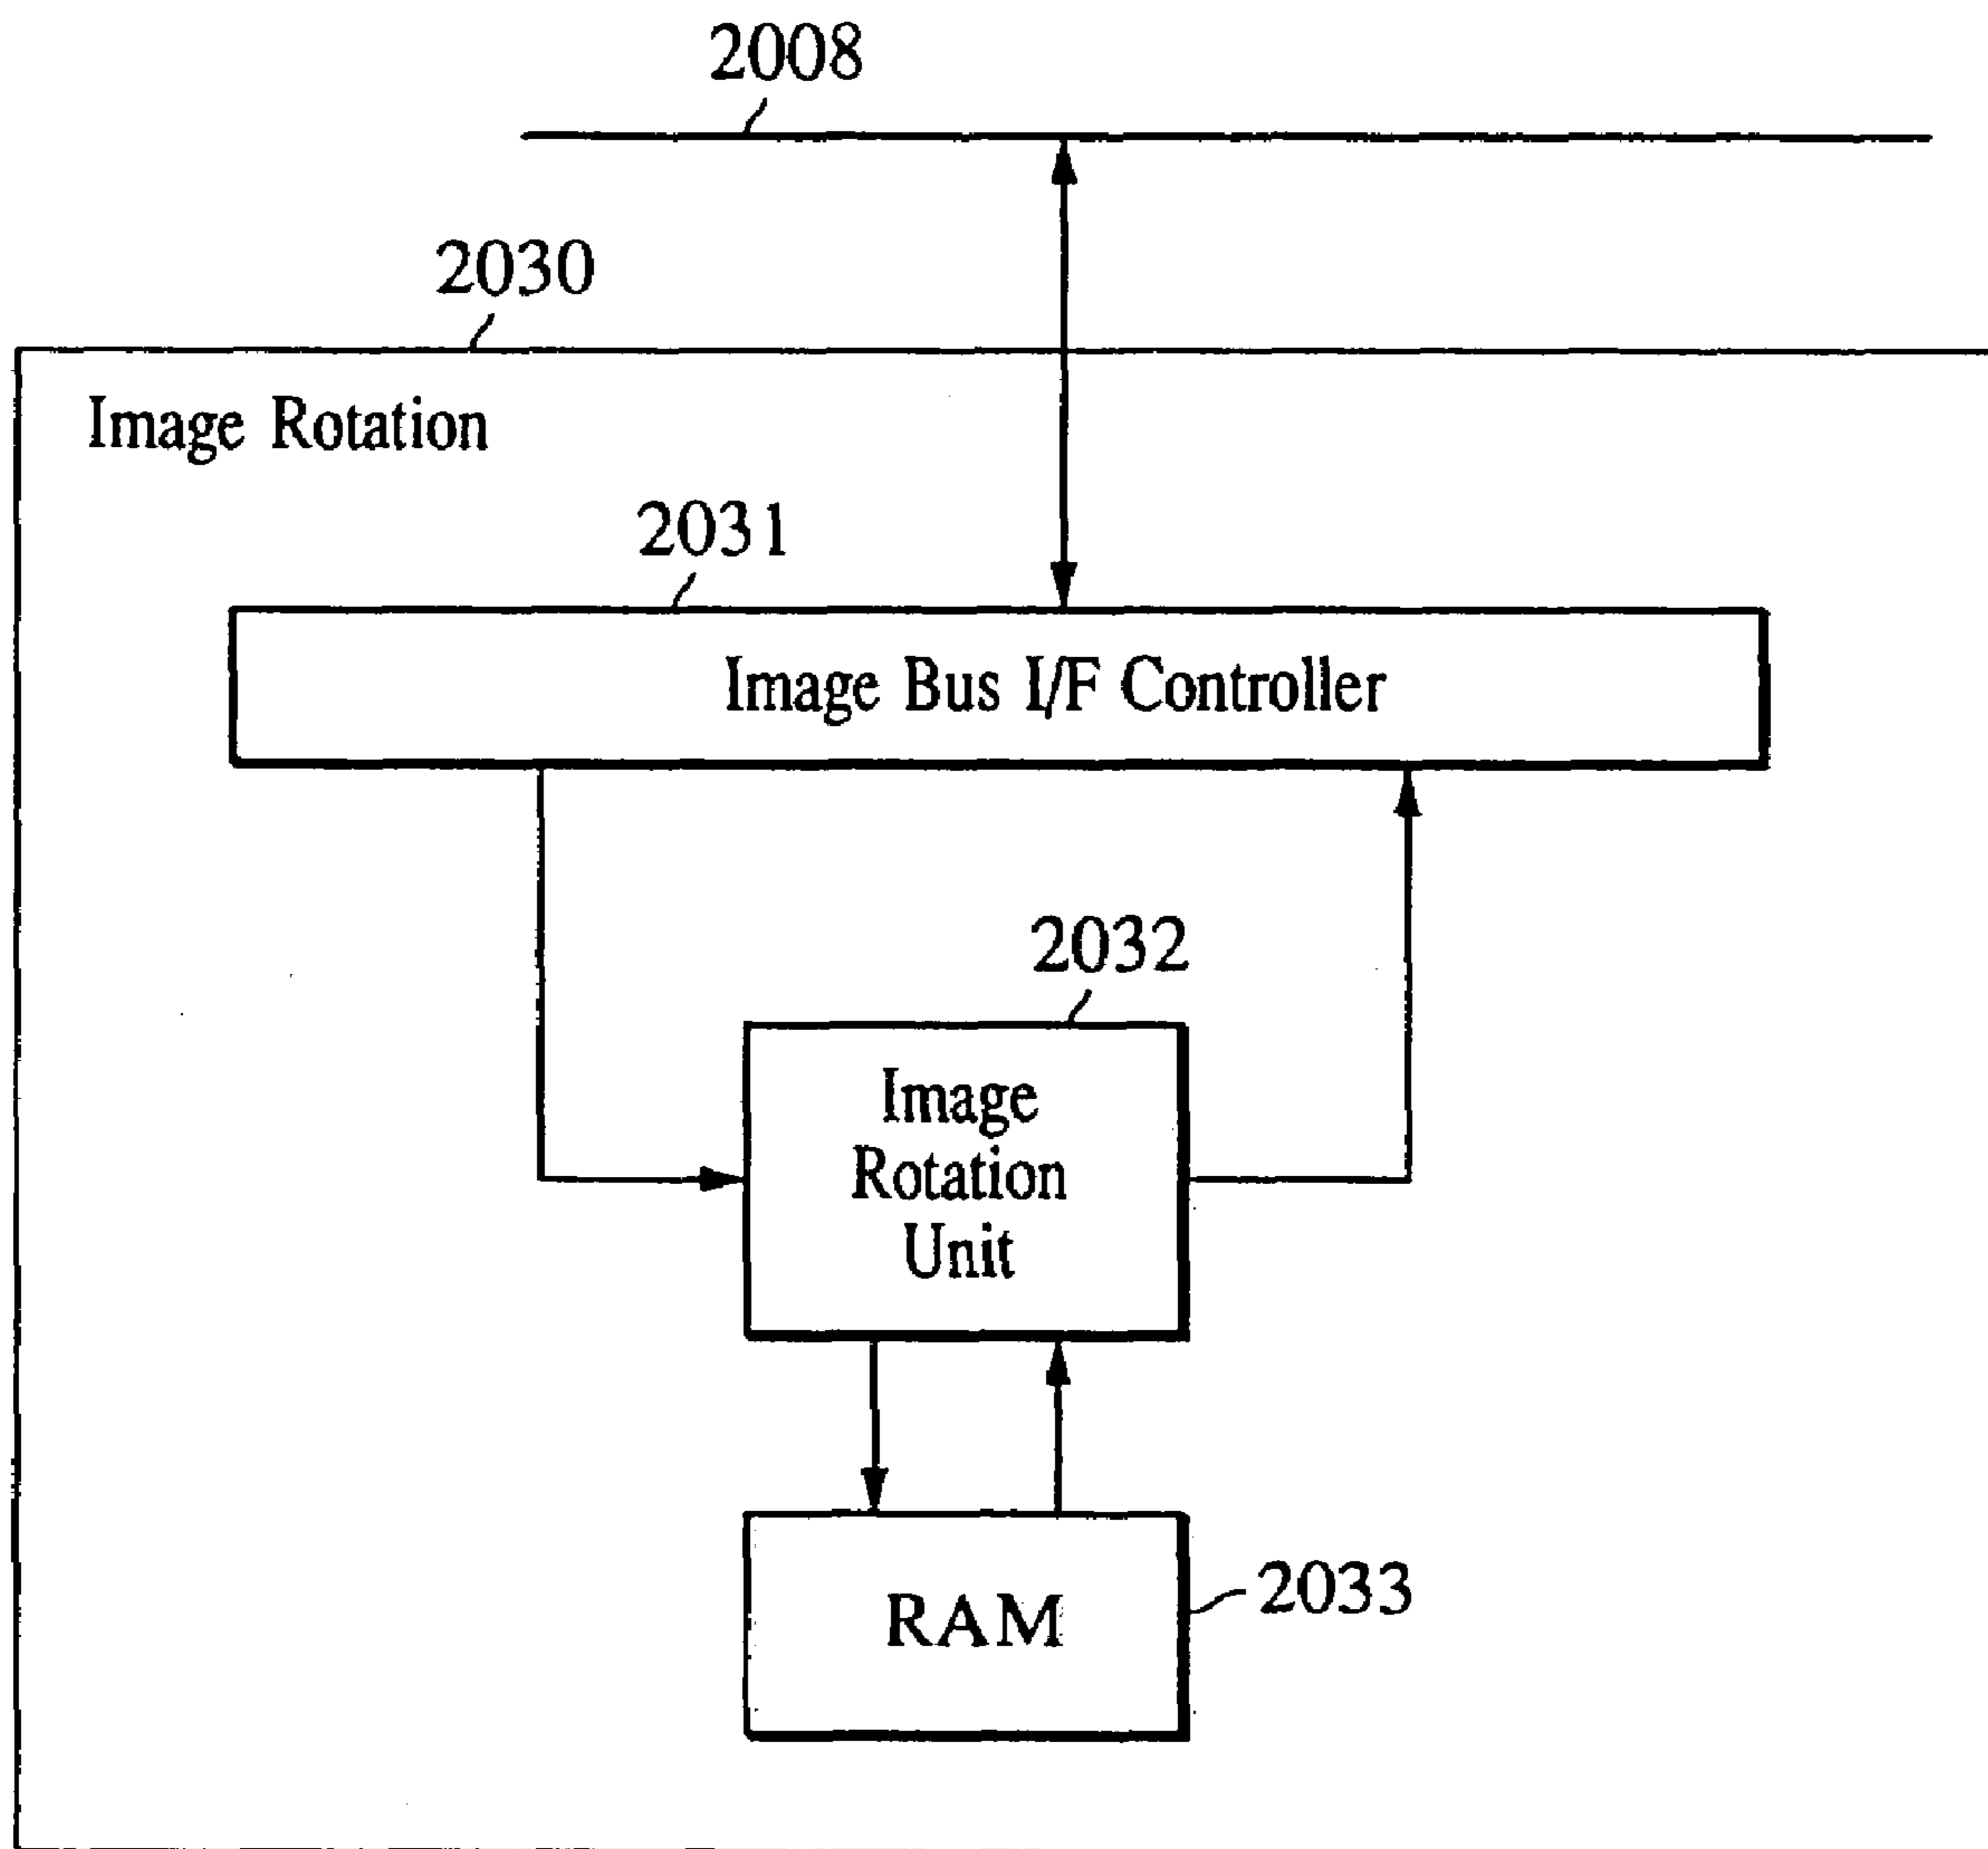 2008
2030
Image Rotation
2031
Image Bus I/F Controller
2032
Image
Rotation
Unit
RAM
2033